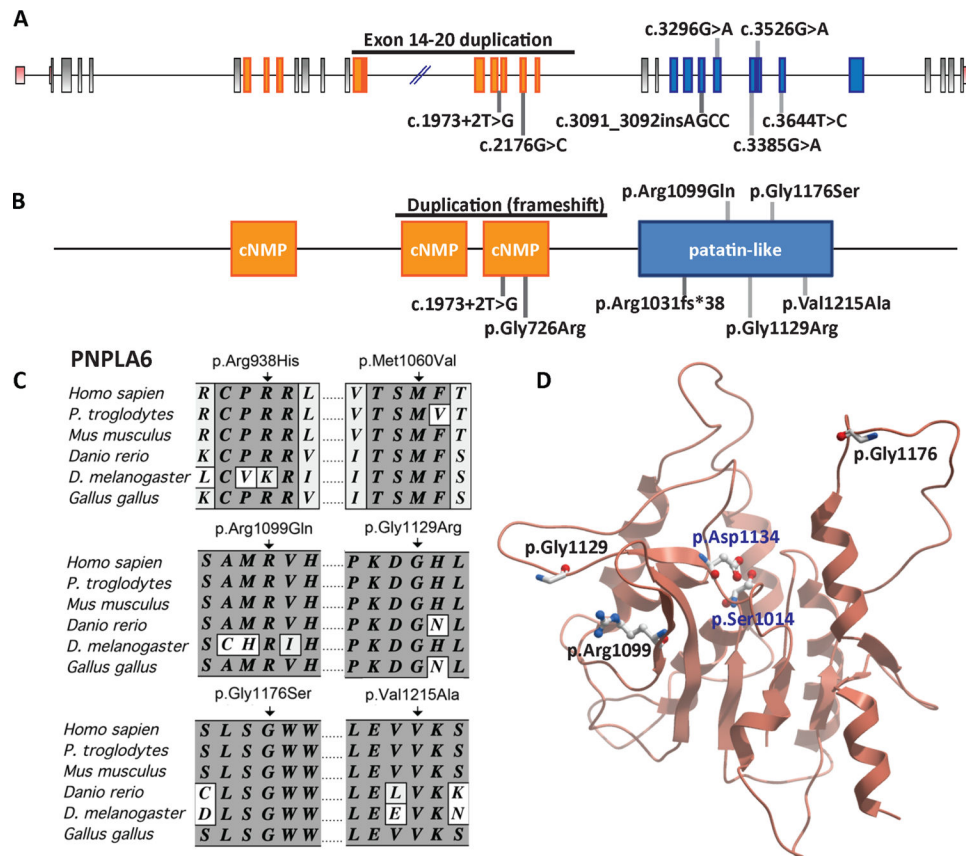 A
Exon 14-20 duplication
c.3296G>A
c.3526G>A
c.1973+2T>G
c.2176G>C
c.3091_3092insAGCC
c.3385G>A
c.3644T>C
B
Duplication (frameshift)
p.Arg1099Gln
p.Gly1176Ser
cNMP
cNMP
cNMP
patatin-like
c.1973+2T>G
p.Gly726Arg
p.Arg1031fs*38
p.Gly1129Arg
p.Val1215Ala
PNPLA6
C
p.Arg938His p.Met1060Val
Homo sapien R C P R R L ...... V T S M F T
P. troglodytes R C P R R L ...... V T S M V T
Mus musculus R C P R R L ...... V T S M F T
Danio rerio K C P R R V ...... I T S M F S
D. melanogaster L C V K R I ...... I T S M F S
Gallus gallus K C P R R V ...... I T S M F S
p.Arg1099Gln p.Gly1129Arg
Homo sapien S A M R V H ...... P K D G H L
P. troglodytes S A M R V H ...... P K D G H L
Mus musculus S A M R V H ...... P K D G H L
Danio rerio S A M R V H ...... P K D G N L
D. melanogaster S C H R I H ...... P K D G H L
Gallus gallus S A M R V H ...... P K D G N L
p.Gly1176Ser p.Val1215Ala
Homo sapien S L S G W W ...... L E V V K S
P. troglodytes S L S G W W ...... L E V V K S
Mus musculus S L S G W W ...... L E V V K S
Danio rerio C L S G W W ...... L E L V K K
D. melanogaster D L S G W W ...... L E E V K N
Gallus gallus S L S G W W ...... L E V V K S
D
p.Gly1176
p.Asp1134
p.Gly1129
p.Ser1014
p.Arg1099